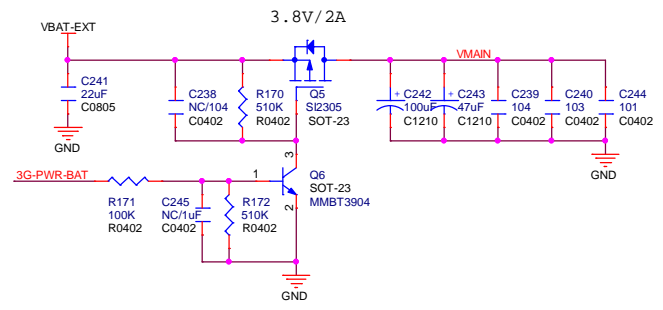 3.8V/2A
VBAT-EXT
VMAIN
C241
22uF
C0805
C238
NC/104
C0402
R170
510K
R0402
Q5
SI2305
SOT-23
C242
100uF
C1210
C243
47uF
C1210
C239
104
C0402
C240
103
C0402
C244
101
C0402
GND
GND
3G-PWR-BAT
1
3
2
Q6
SOT-23
MMBT3904
R171
100K
R0402
C245
NC/1uF
C0402
R172
510K
R0402
GND